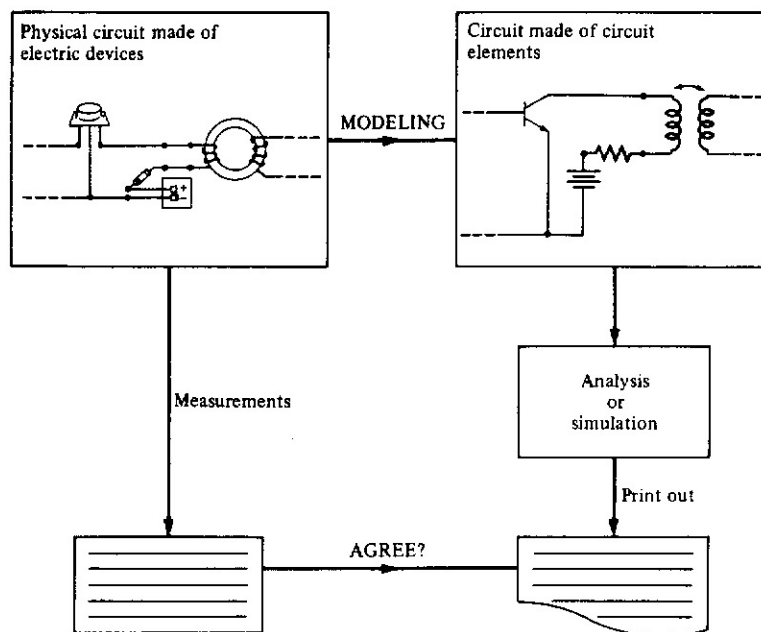 Physical circuit made of
electric devices
+
−
MODELING
Circuit made of circuit
elements
Measurements
Analysis
or
simulation
Print out
AGREE?